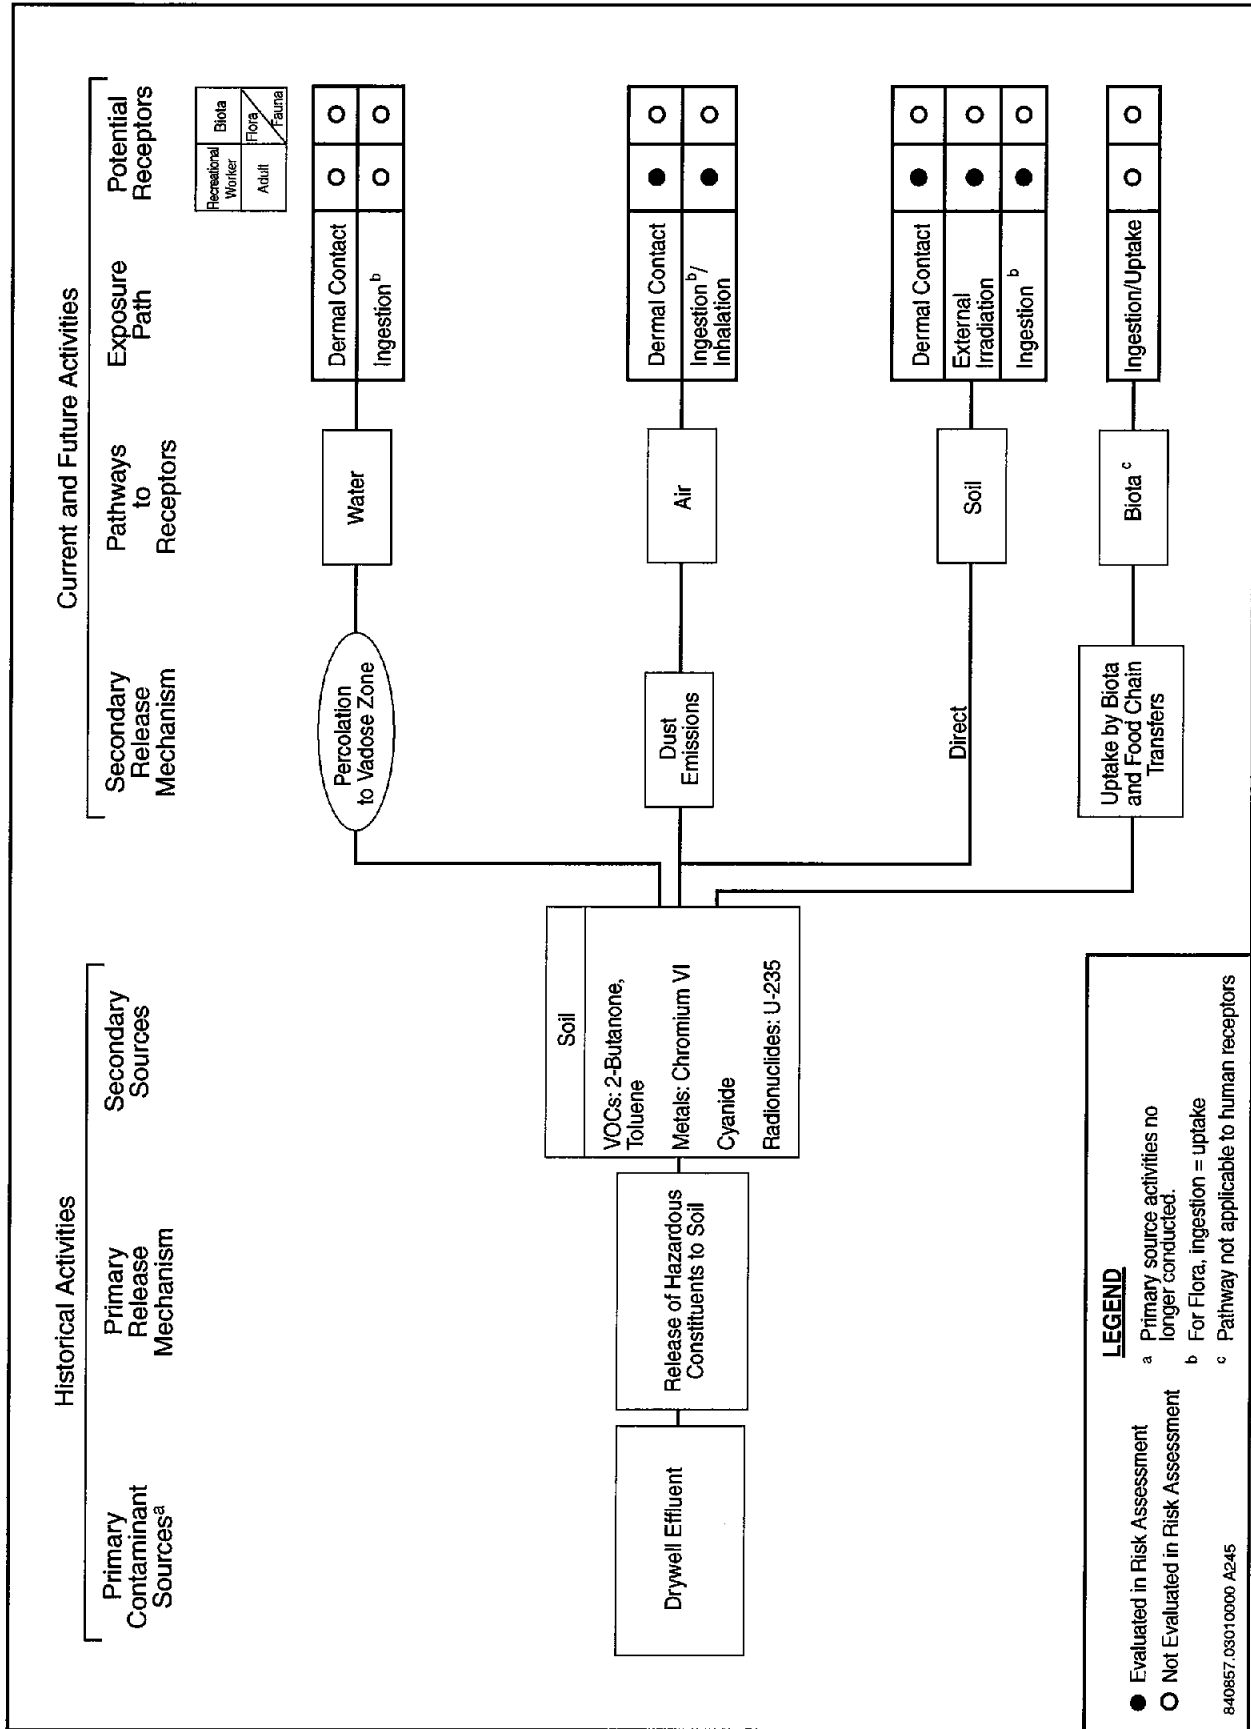 Historical Activities
Current and Future Activities
Primary
Contaminant
Sourcesᵃ
Primary
Release
Mechanism
Secondary
Sources
Secondary
Release
Mechanism
Pathways
to
Receptors
Exposure
Path
Potential
Receptors
Recreational
Worker
Biota
Adult
Flora
Fauna
Drywell Effluent
Release of Hazardous
Constituents to Soil
Soil
VOCs: 2-Butanone,
Toluene
Metals: Chromium VI
Cyanide
Radionuclides: U-235
Percolation
to Vadose Zone
Water
Dermal Contact
Ingestionᵇ
Dust
Emissions
Air
Dermal Contact
Ingestionᵇ/
Inhalation
Direct
Soil
Dermal Contact
External
Irradiation
Ingestion ᵇ
Uptake by Biota
and Food Chain
Transfers
Biota ᶜ
Ingestion/Uptake
LEGEND
● Evaluated in Risk Assessment
○ Not Evaluated in Risk Assessment
a Primary source activities no
longer conducted.
b For Flora, ingestion = uptake
c Pathway not applicable to human receptors
840857.03010000 A245